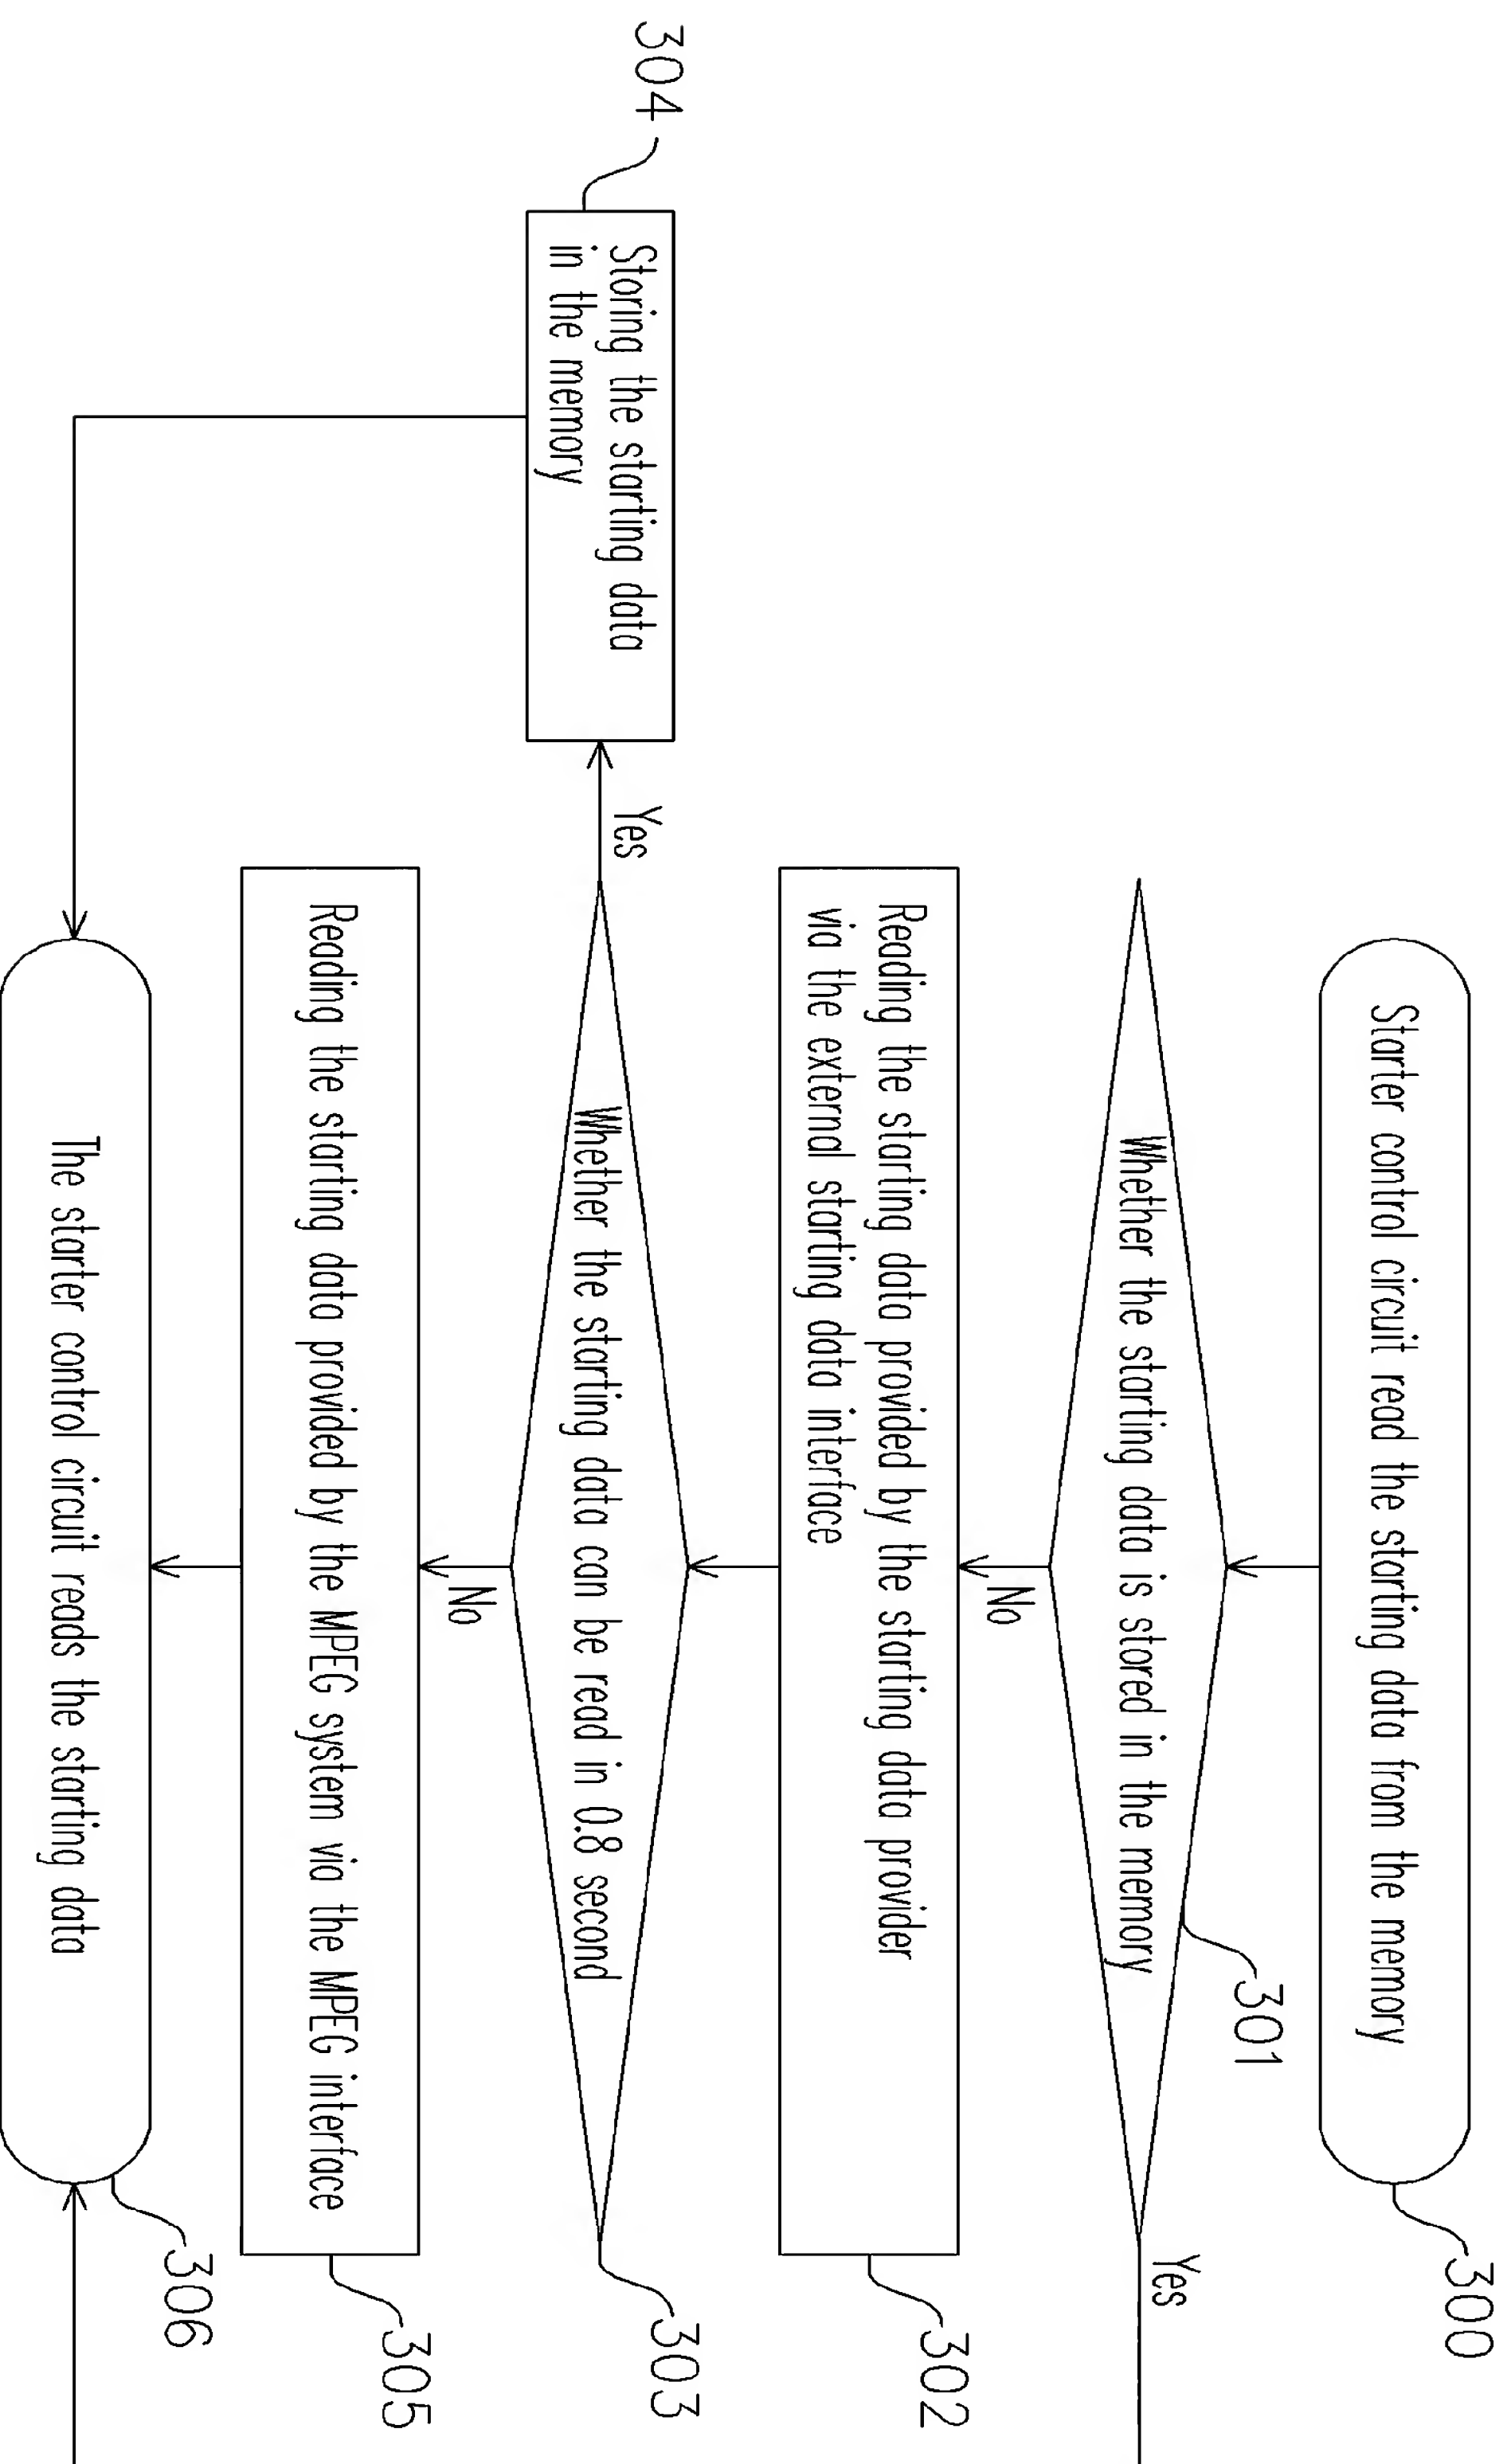 Starter control circuit read the starting data from the memory
300
301
Whether the starting data is stored in the memory
Yes
No
Reading the starting data provided by the starting data provider
via the external starting data interface
302
Yes
Whether the starting data can be read in 0.8 second
303
304
Storing the starting data
in the memory
No
Reading the starting data provided by the MPEG system via the MPEG interface
305
The starter control circuit reads the starting data
306